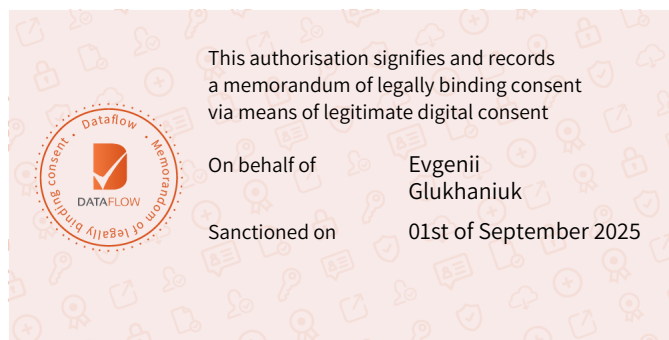 This authorisation signifies and records
a memorandum of legally binding consent
via means of legitimate digital consent
Dataflow • Memorandum of legally binding consent •
DATAFLOW
On behalf of Evgenii
Glukhaniuk
Sanctioned on 01st of September 2025